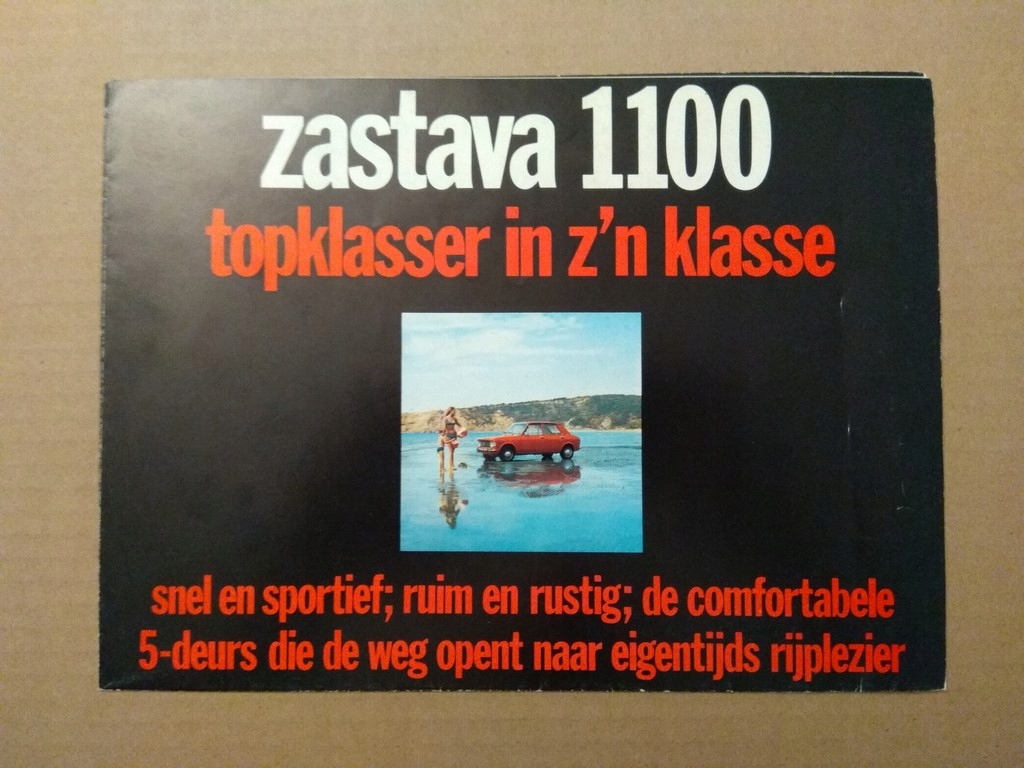 zastava 1100
topklasser in z'n klasse
snel en sportief; ruim en rustig; de comfortabele
5-deurs die de weg opent naar eigentijds rijplezier